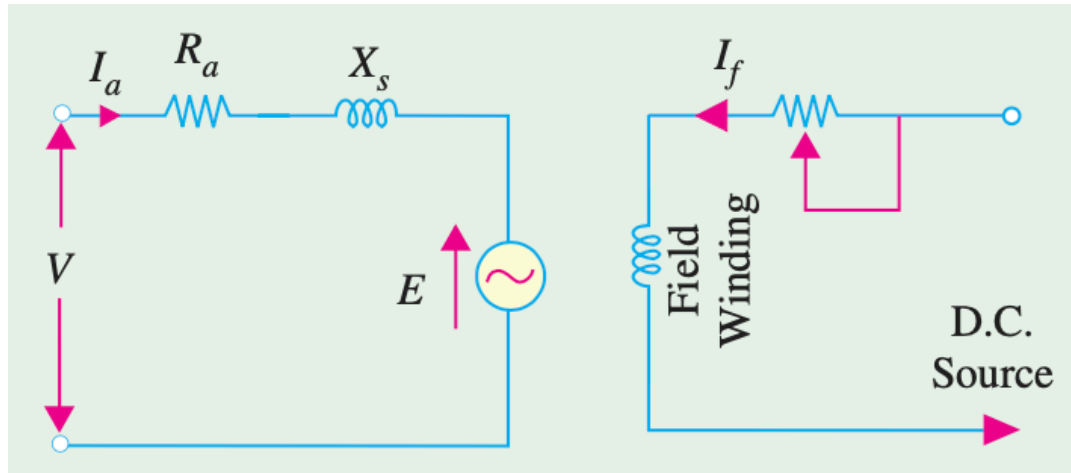 I_a
R_a
X_s
V
E
I_f
Field
Winding
D.C.
Source